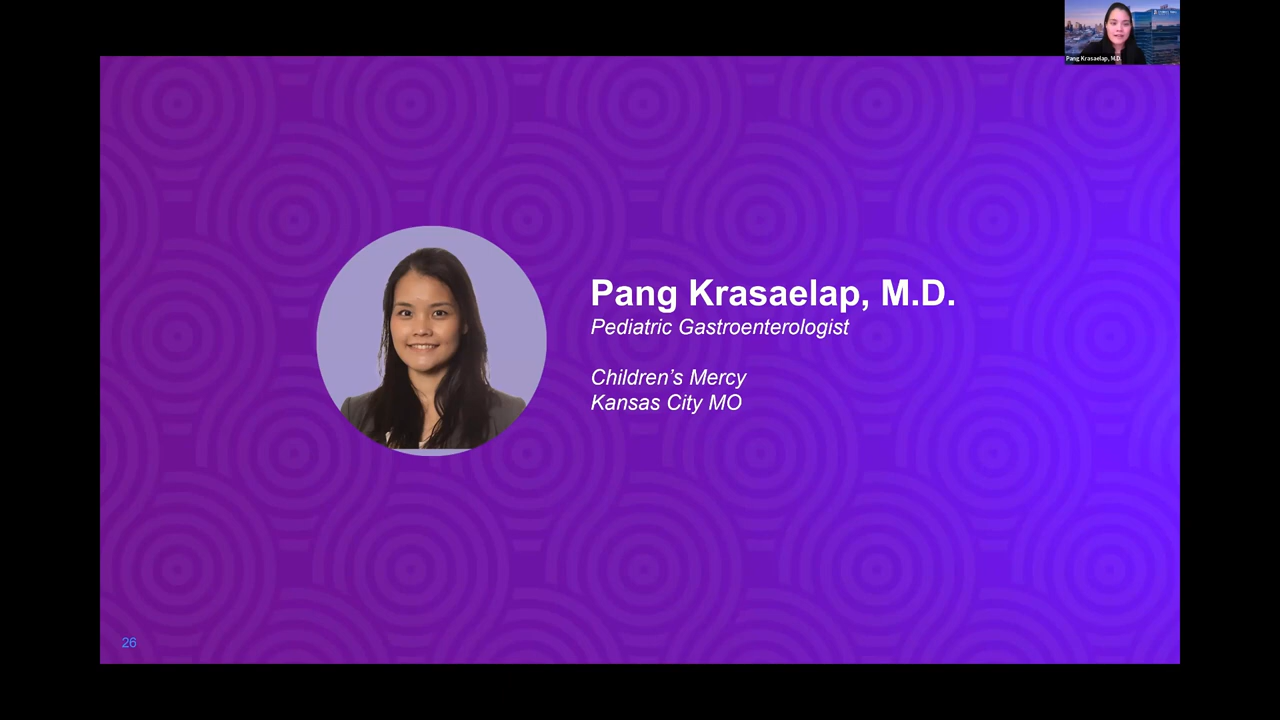 Pang Krasaelap, M.D.
Pang Krasaelap, M.D.
Pediatric Gastroenterologist
Children’s Mercy
Kansas City MO
26